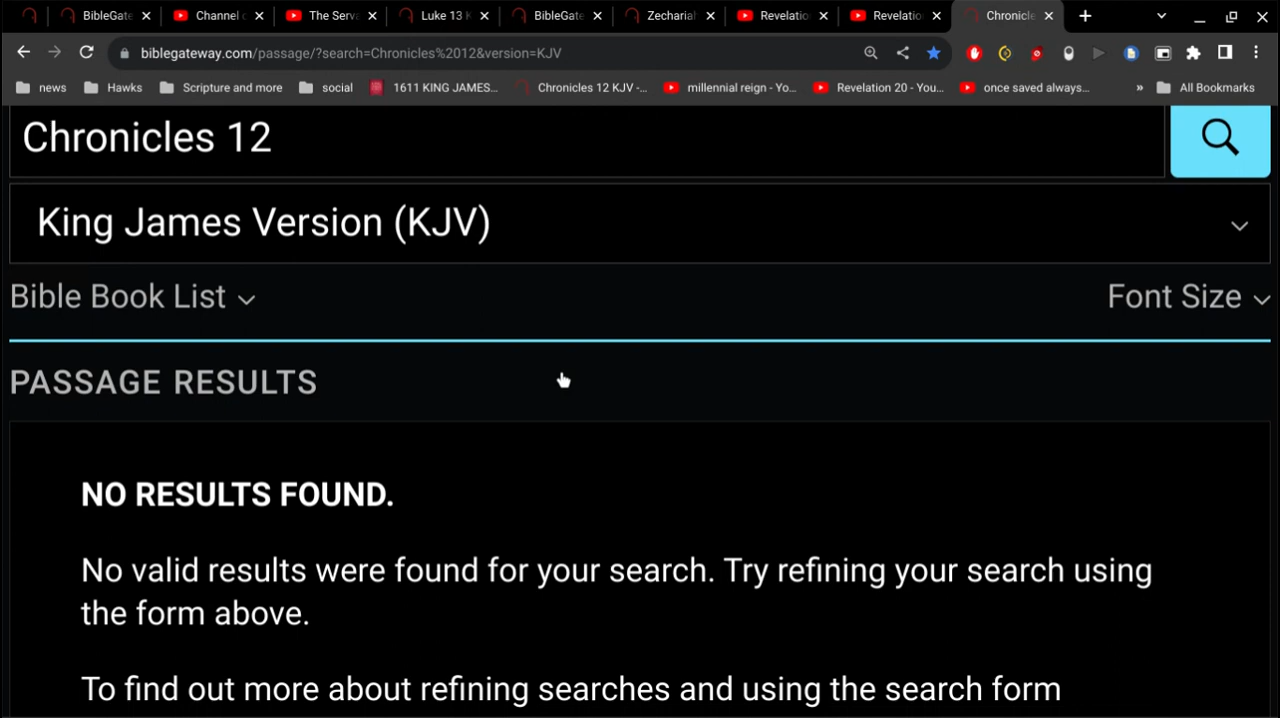 BibleGate
Channel
The Serva
Luke 13 K
BibleGate
Zechariah
Revelation
Revelatio
Chronicle
biblegateway.com/passage/?search=Chronicles%2012&version=KJV
news
Hawks
Scripture and more
social
1611 KING JAMES...
Chronicles 12 KJV -...
millennial reign - Yo...
Revelation 20 - You...
once saved always...
»
All Bookmarks
Chronicles 12
King James Version (KJV)
Bible Book List
Font Size
PASSAGE RESULTS
NO RESULTS FOUND.
No valid results were found for your search. Try refining your search using
the form above.
To find out more about refining searches and using the search form